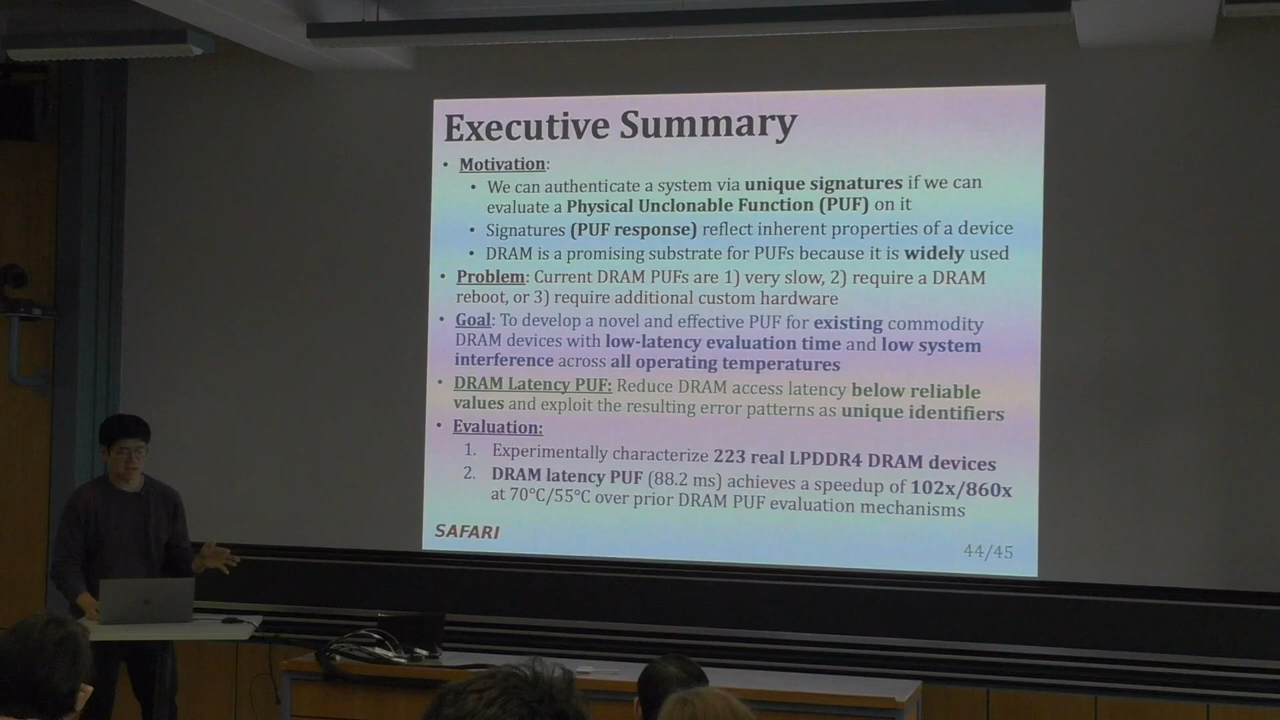 Executive Summary
• Motivation:
• We can authenticate a system via unique signatures if we can
evaluate a Physical Unclonable Function (PUF) on it
• Signatures (PUF response) reflect inherent properties of a device
• DRAM is a promising substrate for PUFs because it is widely used
• Problem: Current DRAM PUFs are 1) very slow, 2) require a DRAM
reboot, or 3) require additional custom hardware
• Goal: To develop a novel and effective PUF for existing commodity
DRAM devices with low-latency evaluation time and low system
interference across all operating temperatures
• DRAM Latency PUF: Reduce DRAM access latency below reliable
values and exploit the resulting error patterns as unique identifiers
• Evaluation:
1. Experimentally characterize 223 real LPDDR4 DRAM devices
2. DRAM latency PUF (88.2 ms) achieves a speedup of 102x/860x
at 70°C/55°C over prior DRAM PUF evaluation mechanisms
SAFARI
44/45